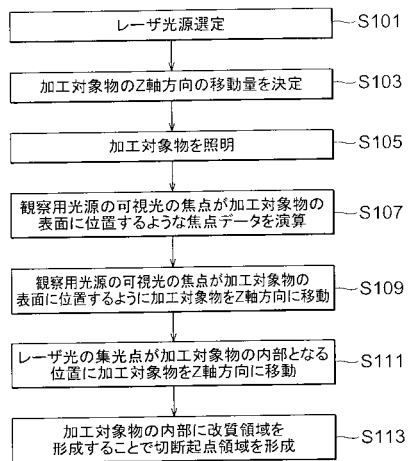 レーザ光源選定
S101
加工対象物のZ軸方向の移動量を決定
S103
加工対象物を照明
S105
観察用光源の可視光の焦点が加工対象物の
表面に位置するような焦点データを演算
S107
観察用光源の可視光の焦点が加工対象物の
表面に位置するように加工対象物をZ軸方向に移動
S109
レーザ光の集光点が加工対象物の内部となる
位置に加工対象物をZ軸方向に移動
S111
加工対象物の内部に改質領域を
形成することで切断起点領域を形成
S113